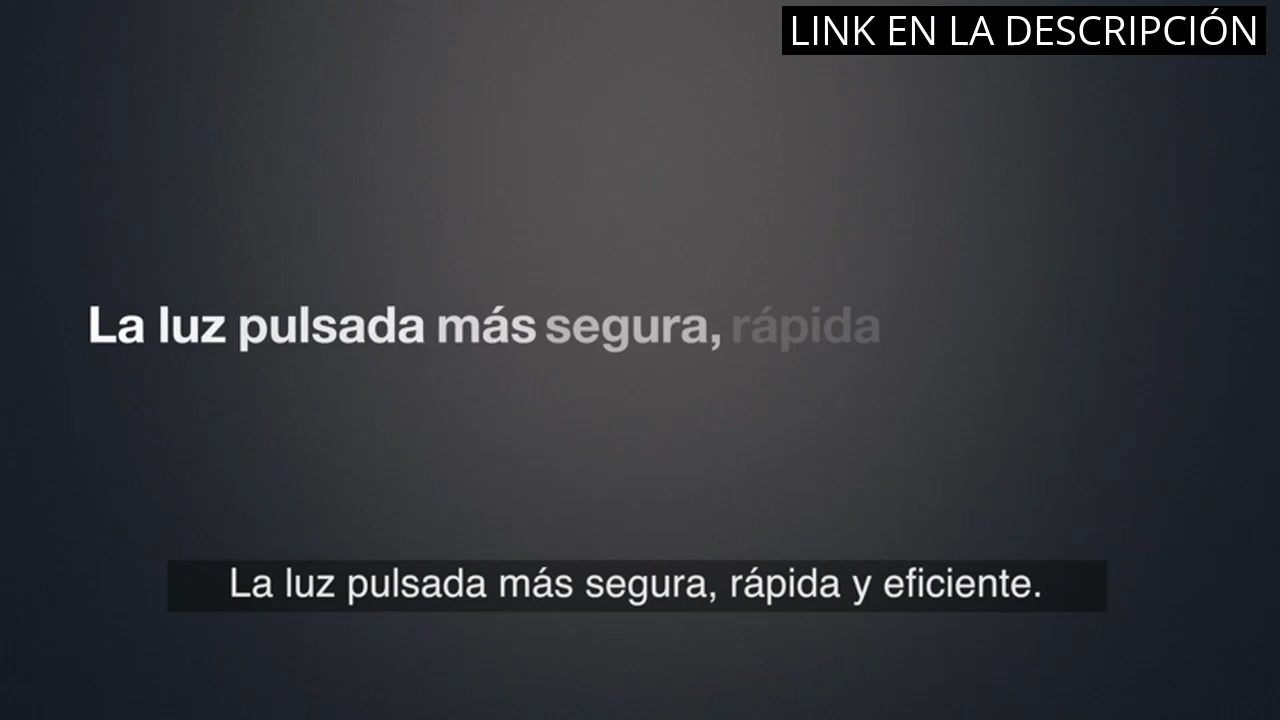 LINK EN LA DESCRIPCIÓN
La luz pulsada más segura, rápida
La luz pulsada más segura, rápida y eficiente.